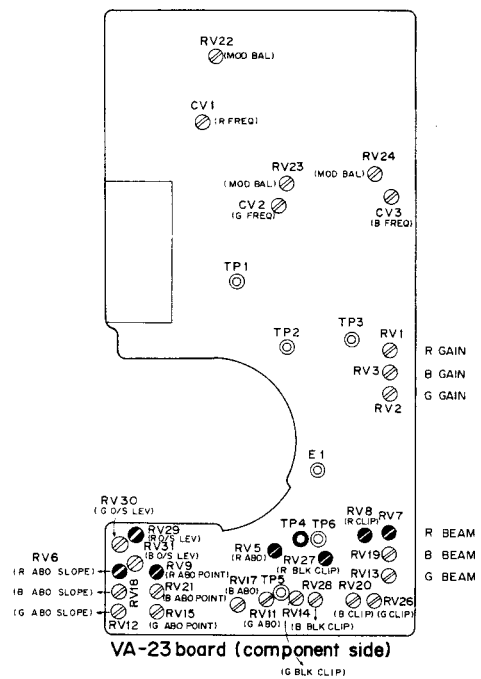 RV22
(MOD BAL)
CV1
(R FREQ)
RV23
(MOD BAL)
RV24
(MOD BAL)
CV2
(G FREQ)
CV3
(B FREQ)
TP1
TP2
TP3
RV1
R GAIN
RV3
B GAIN
RV2
G GAIN
E1
RV30
(G O/S LEV)
RV29
(R O/S LEV)
RV31
(B O/S LEV)
RV6
(R ABO SLOPE)
RV9
(R ABO POINT)
RV18
(B ABO SLOPE)
RV21
(B ABO POINT)
(G ABO SLOPE)
RV12
RV15
(G ABO POINT)
TP4
TP6
RV8
(R CLIP)
RV7
R BEAM
RV5
(R ABO)
RV27
(R BLK CLIP)
RV19
B BEAM
RV17
(B ABO)
TP5
RV28
RV13
G BEAM
RV20
RV11
(G ABO)
RV14
(B BLK CLIP)
(B CLIP)
RV26
(G CLIP)
VA-23 board (component side)
(G BLK CLIP)